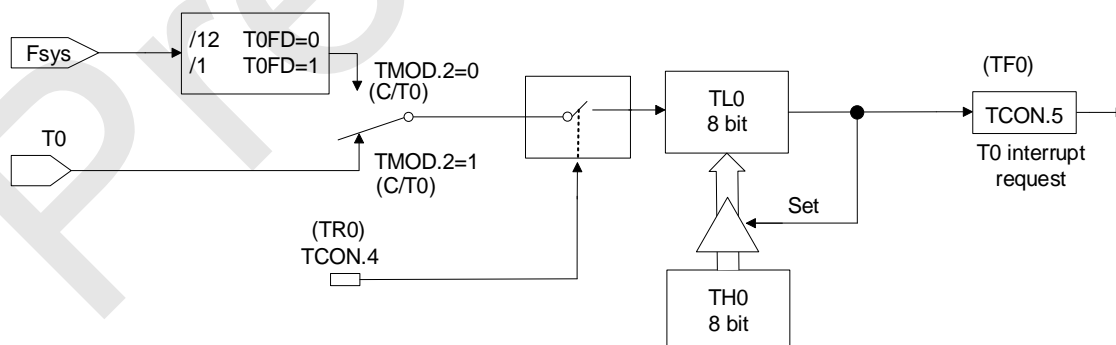 Fsys
/12 T0FD=0
/1 T0FD=1
TMOD.2=0
(C/T0)
T0
TMOD.2=1
(C/T0)
(TR0)
TCON.4
TL0
8 bit
Set
TH0
8 bit
(TF0)
TCON.5
T0 interrupt
request
Pre